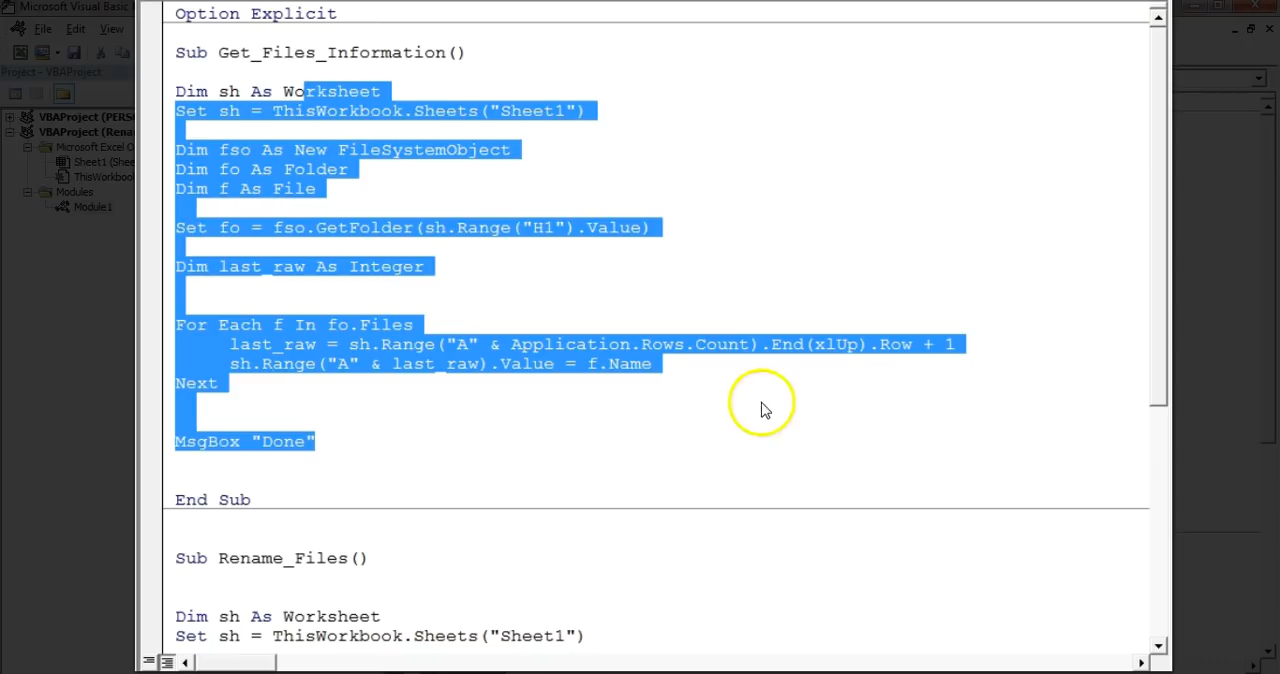 Microsoft Visual Basic
File Edit View
Project - VBAProject
VBAProject (PERS
VBAProject (Rena
Microsoft Excel O
Sheet1 (Shee
ThisWorkboo
Modules
Module1
Option Explicit
Sub Get_Files_Information()
Dim sh As Worksheet
Set sh = ThisWorkbook.Sheets("Sheet1")
Dim fso As New FileSystemObject
Dim fo As Folder
Dim f As File
Set fo = fso.GetFolder(sh.Range("H1").Value)
Dim last_raw As Integer
For Each f In fo.Files
last_raw = sh.Range("A" & Application.Rows.Count).End(xlUp).Row + 1
sh.Range("A" & last_raw).Value = f.Name
Next
MsgBox "Done"
End Sub
Sub Rename_Files()
Dim sh As Worksheet
Set sh = ThisWorkbook.Sheets("Sheet1")